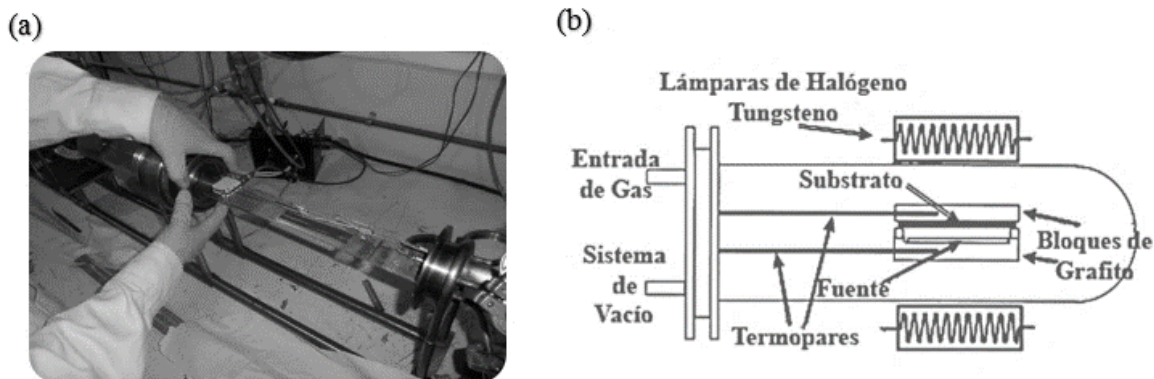 (a)
(b)
Lámparas de Halógeno
Tungsteno
Entrada
de Gas
Substrato
Bloques de
Grafito
Sistema
de
Vacío
Fuente
Termopares